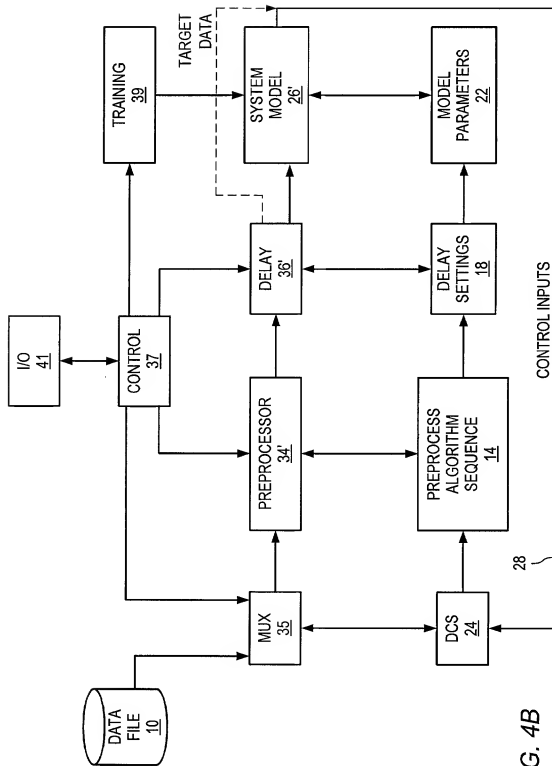 I/O
41
CONTROL
37
TRAINING
39
DATA
FILE
10
MUX
35
PREPROCESSOR
34'
DELAY
36'
TARGET
DATA
SYSTEM
MODEL
26'
DCS
24
PREPROCESS
ALGORITHM
SEQUENCE
14
DELAY
SETTINGS
18
MODEL
PARAMETERS
22
28
CONTROL INPUTS
G. 4B